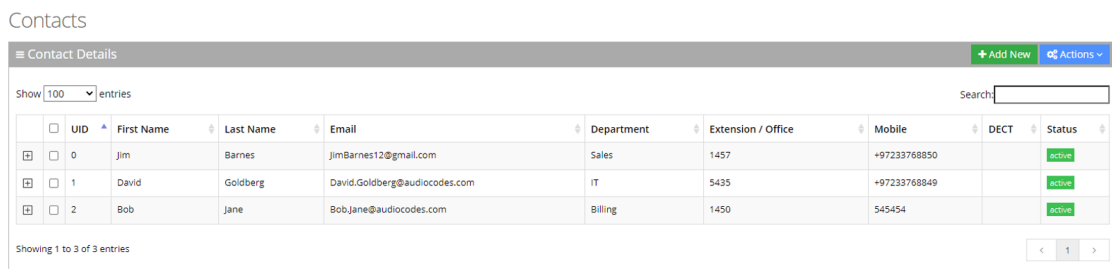 Contacts
Contact Details
Add New
Actions
Show 100 entries
Search:
UID First Name Last Name Email Department Extension / Office Mobile DECT Status
0 Jim Barnes JimBarnes12@gmail.com Sales 1457 +97233768850 active
1 David Goldberg David.Goldberg@audiocodes.com IT 5435 +97233768849 active
2 Bob Jane Bob.Jane@audiocodes.com Billing 1450 545454 active
Showing 1 to 3 of 3 entries
1